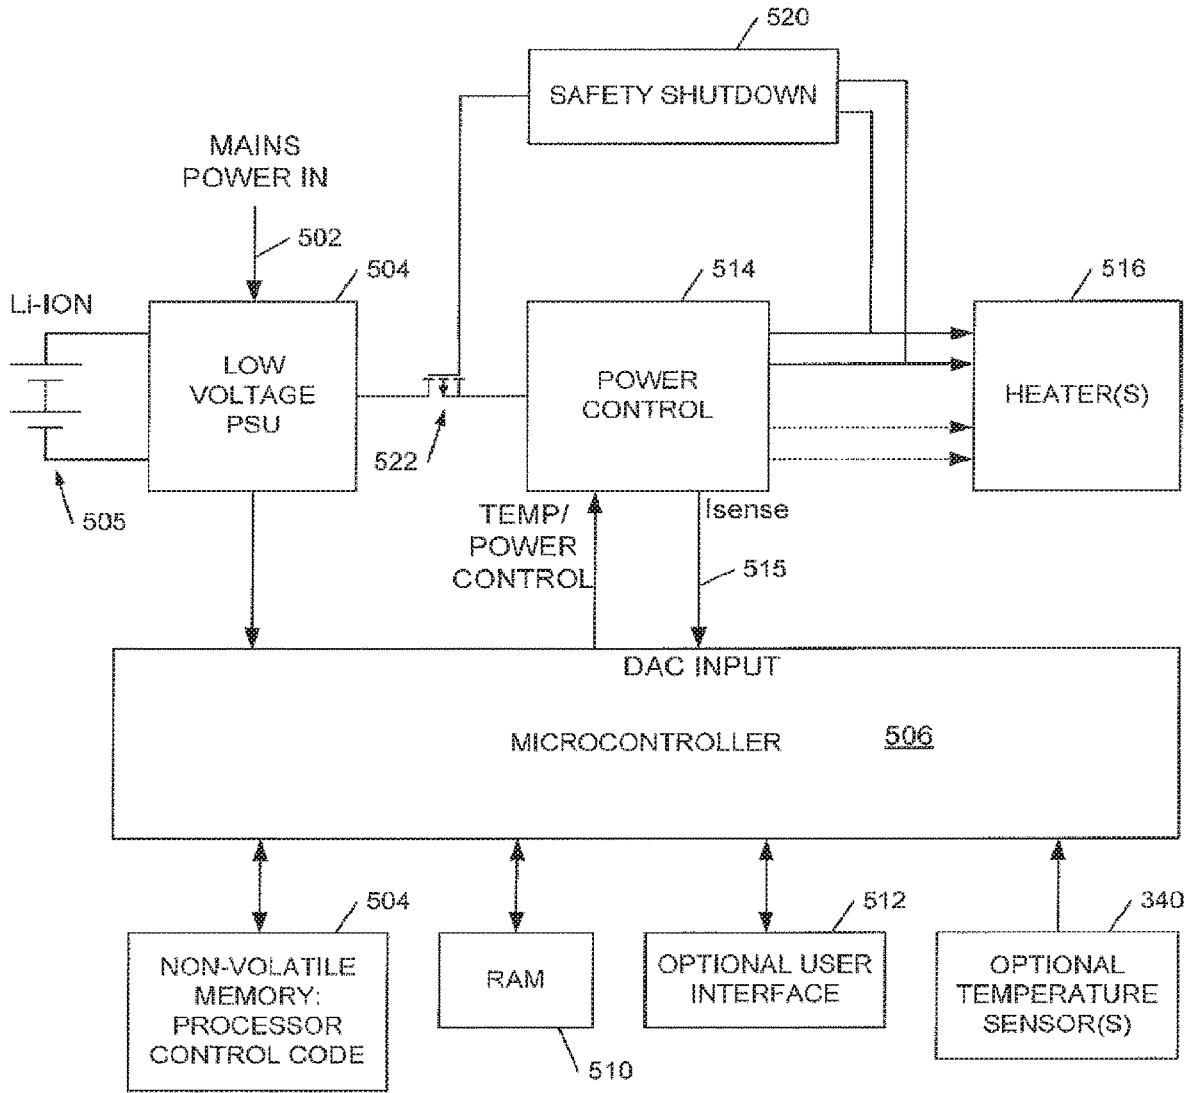 520
SAFETY SHUTDOWN
MAINS
POWER IN
502
504
514
516
Li-ION
LOW
VOLTAGE
PSU
POWER
CONTROL
HEATER(S)
522
505
TEMP/
POWER
CONTROL
Isense
515
DAC INPUT
MICROCONTROLLER
506
504
512
340
NON-VOLATILE
MEMORY:
PROCESSOR
CONTROL CODE
RAM
OPTIONAL USER
INTERFACE
OPTIONAL
TEMPERATURE
SENSOR(S)
510